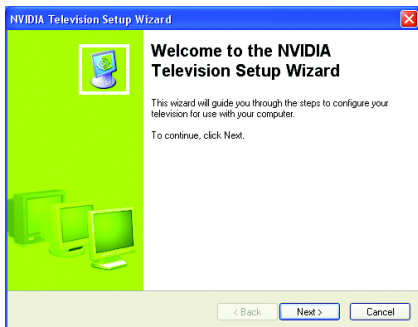 NVIDIA Television Setup Wizard
Welcome to the NVIDIA
Television Setup Wizard
This wizard will guide you through the steps to configure your
television for use with your computer.
To continue, click Next.
< Back
Next >
Cancel